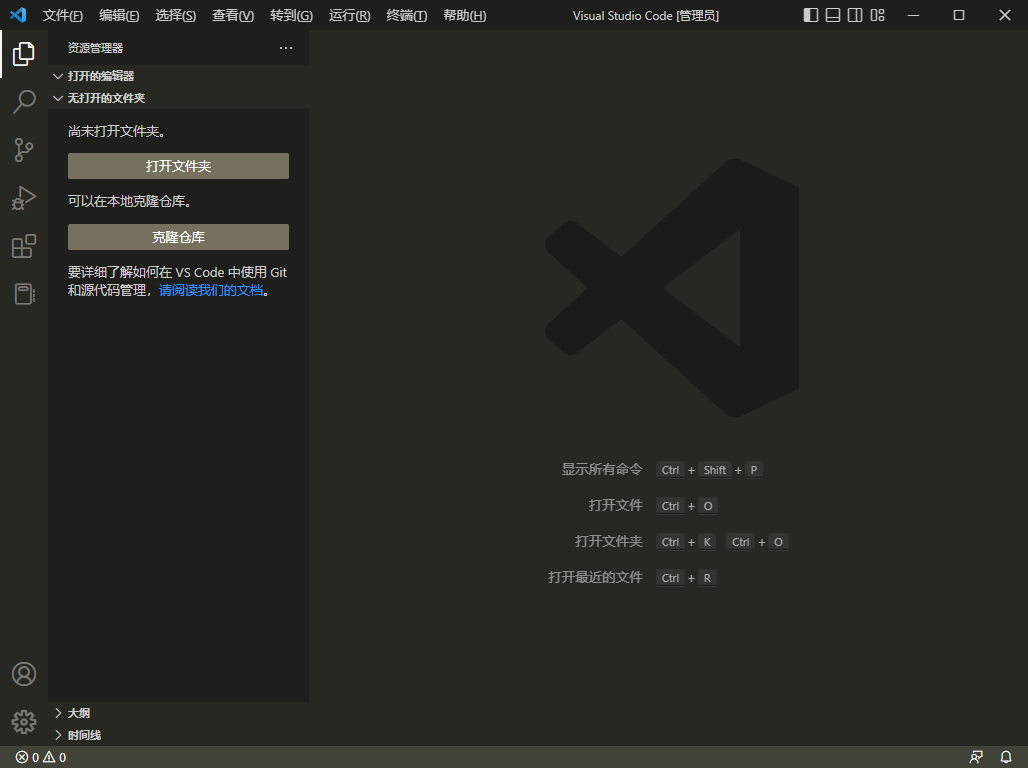 文件(F) 编辑(E) 选择(S) 查看(V) 转到(G) 运行(R) 终端(T) 帮助(H) Visual Studio Code [管理员]
资源管理器
打开的编辑器
无打开的文件夹
尚未打开文件夹。
打开文件夹
可以在本地克隆仓库。
克隆仓库
要详细了解如何在 VS Code 中使用 Git
和源代码管理，请阅读我们的文档。
显示所有命令 Ctrl + Shift + P
打开文件 Ctrl + O
打开文件夹 Ctrl + K Ctrl + O
打开最近的文件 Ctrl + R
大纲
时间线
0 0